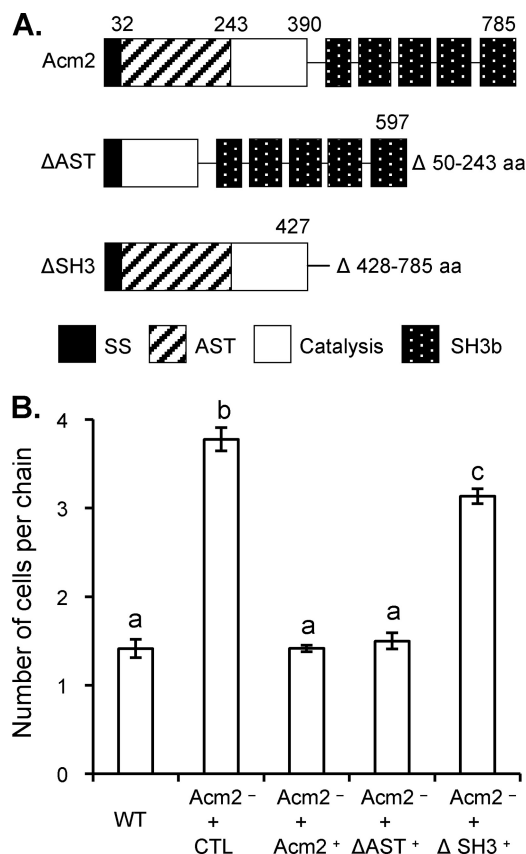 A.
32 243 390 785
Acm2
597
ΔAST Δ 50-243 aa
427
ΔSH3 Δ 428-785 aa
SS AST Catalysis SH3b
B.
Number of cells per chain
4
3
2
1
0
a b a a c
WT Acm2⁻ + CTL Acm2⁻ + Acm2⁺ Acm2⁻ + ΔAST⁺ Acm2⁻ + Δ SH3⁺